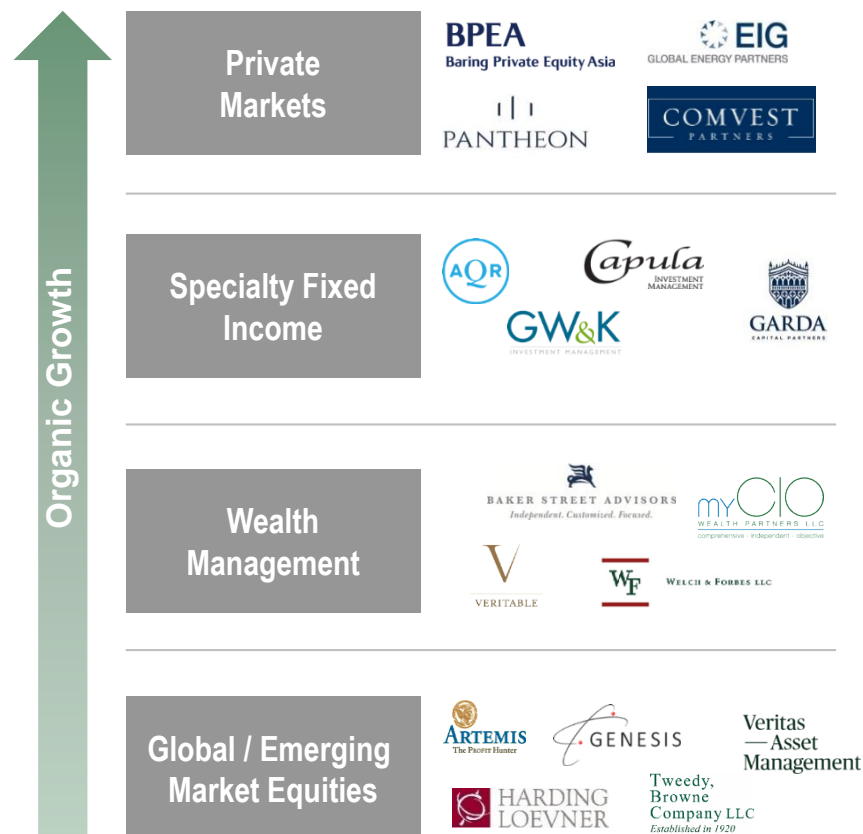 Organic Growth
Private
Markets
BPEA
Baring Private Equity Asia
EIG
GLOBAL ENERGY PARTNERS
PANTHEON
COMVEST
PARTNERS
Specialty Fixed
Income
AQR
Capula
INVESTMENT
MANAGEMENT
GW&K
INVESTMENT MANAGEMENT
GARDA
CAPITAL PARTNERS
Wealth
Management
BAKER STREET ADVISORS
Independent. Customized. Focused.
myCIO
WEALTH PARTNERS LLC
comprehensive - independent - objective
V
VERITABLE
WF
WELCH & FORBES LLC
Global / Emerging
Market Equities
ARTEMIS
The PROFIT Hunter
GENESIS
Veritas
— Asset
Management
HARDING
LOEVNER
Tweedy,
Browne
Company LLC
Established in 1920